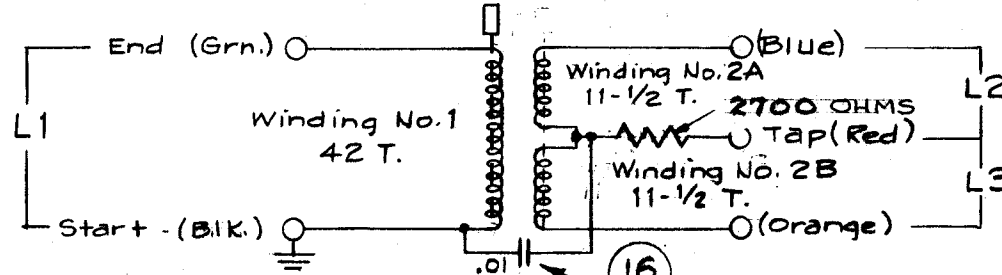 End (Grn.)
(Blue)
Winding No. 2A
11-1/2 T.
L1
L2
2700 OHMS
Winding No. 1
42 T.
Tap (Red)
Winding No. 2B
11-1/2 T.
L3
Start - (Blk.)
(Orange)
.01
16